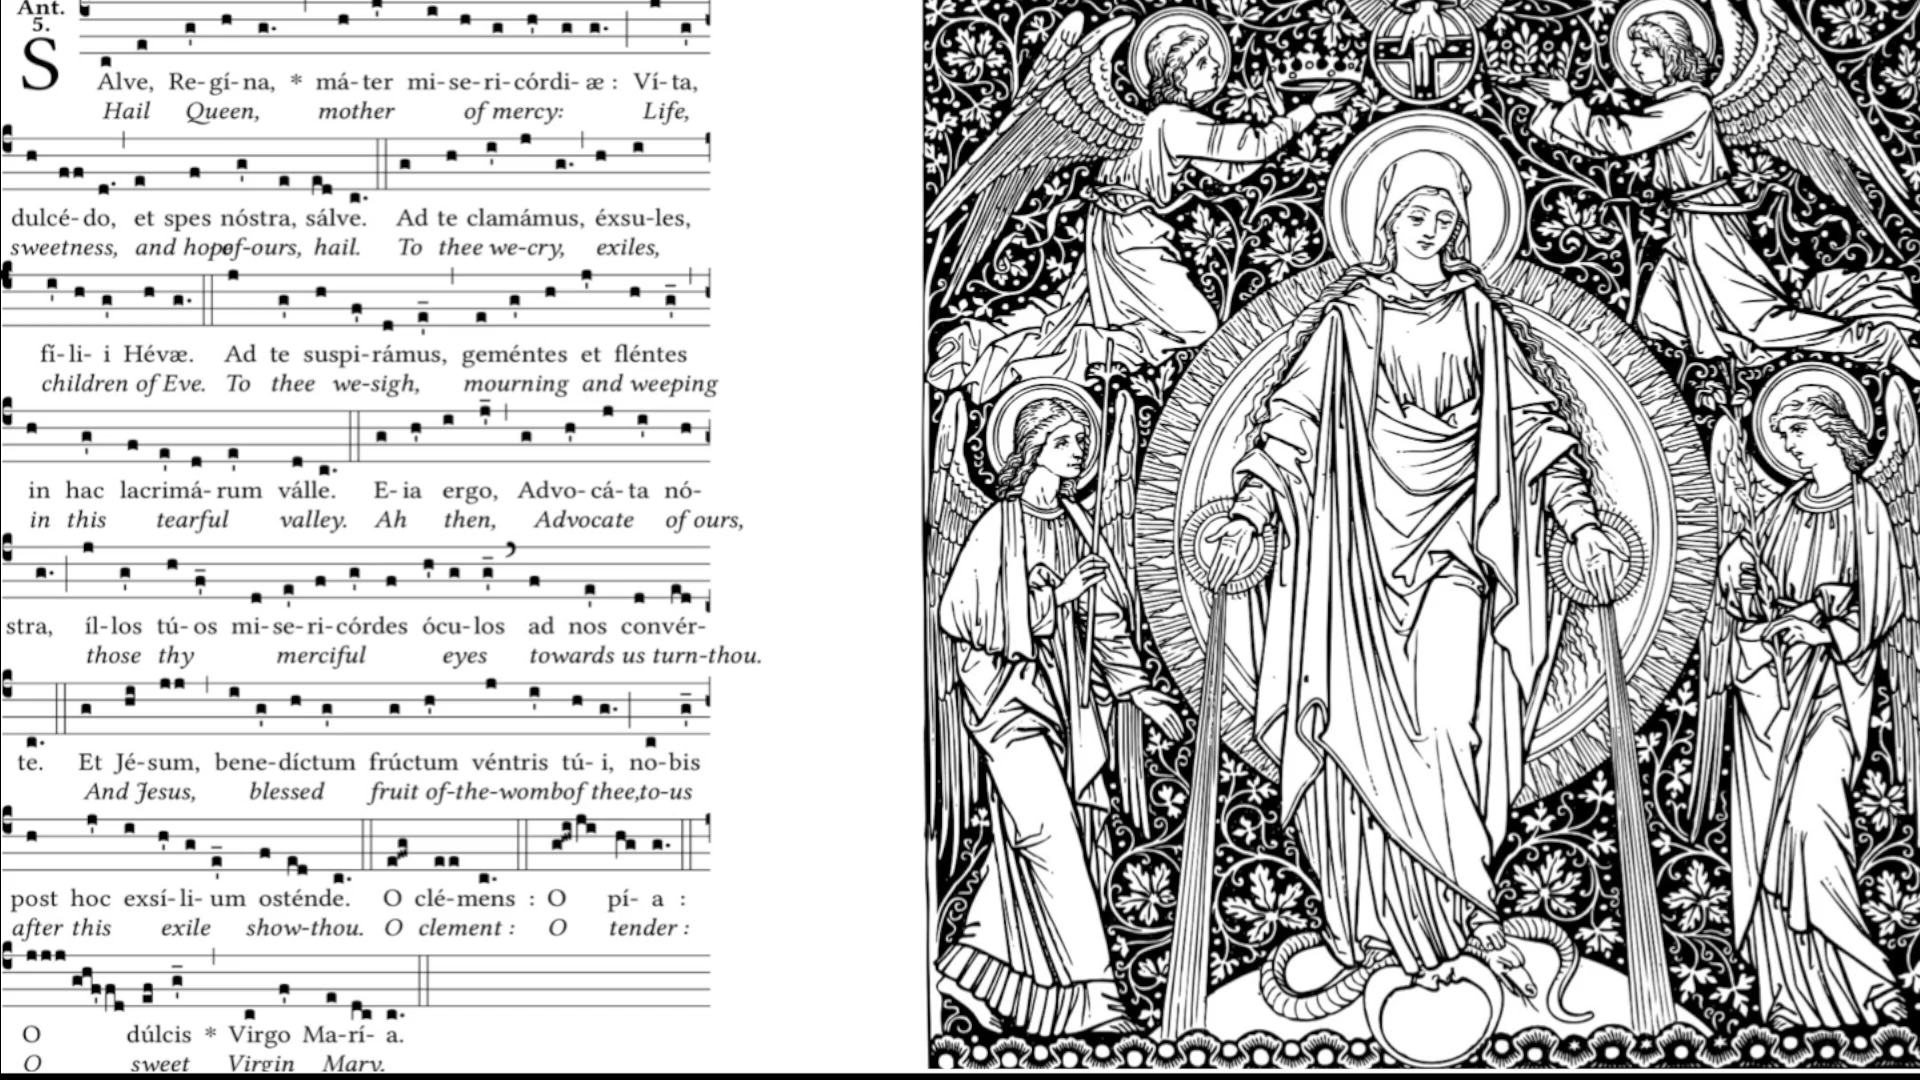 Ant.
5.
SAlve, Re-gí-na, * má-ter mi-se-ri-córdi-æ : Ví-ta,
Hail Queen, mother of mercy: Life,
dulcé-do, et spes nóstra, sálve. Ad te clamámus, éxsu-les,
sweetness, and hope of-ours, hail. To thee we-cry, exiles,
fí-li- i Hévæ. Ad te suspi-rámus, geméntes et fléntes
children of Eve. To thee we-sigh, mourning and weeping
in hac lacrimá-rum válle. E-ia ergo, Advo-cá-ta nó-
in this tearful valley. Ah then, Advocate of ours,
stra, íl-los tú-os mi-se-ri-córdes ócu-los ad nos convér-
those thy merciful eyes towards us turn-thou.
te. Et Jé-sum, bene-díctum frúctum véntris tú- i, no-bis
And Jesus, blessed fruit of-the-womb of thee, to-us
post hoc exsí-li- um osténde. O clé-mens : O pí- a :
after this exile show-thou. O clement : O tender :
O dúlcis * Virgo Ma-rí- a.
O sweet Virgin Mary.